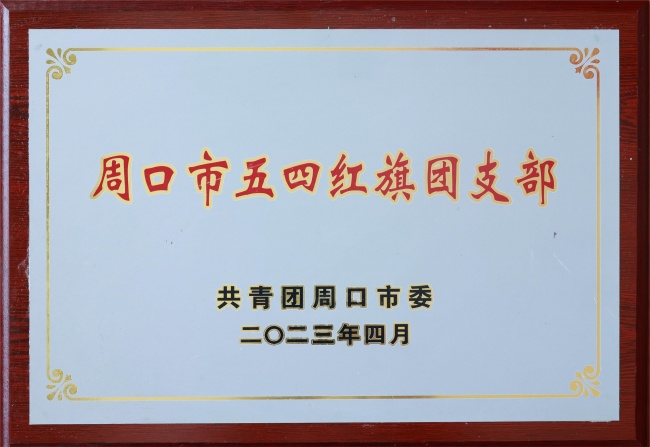 周口市五四红旗团支部
共青团周口市委
二〇二三年四月